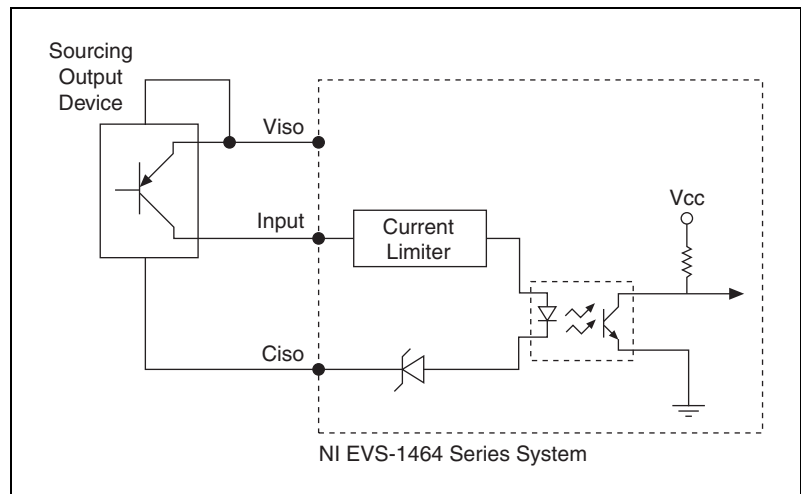 Sourcing
Output
Device
Viso
Vcc
Input
Current
Limiter
Ciso
NI EVS-1464 Series System